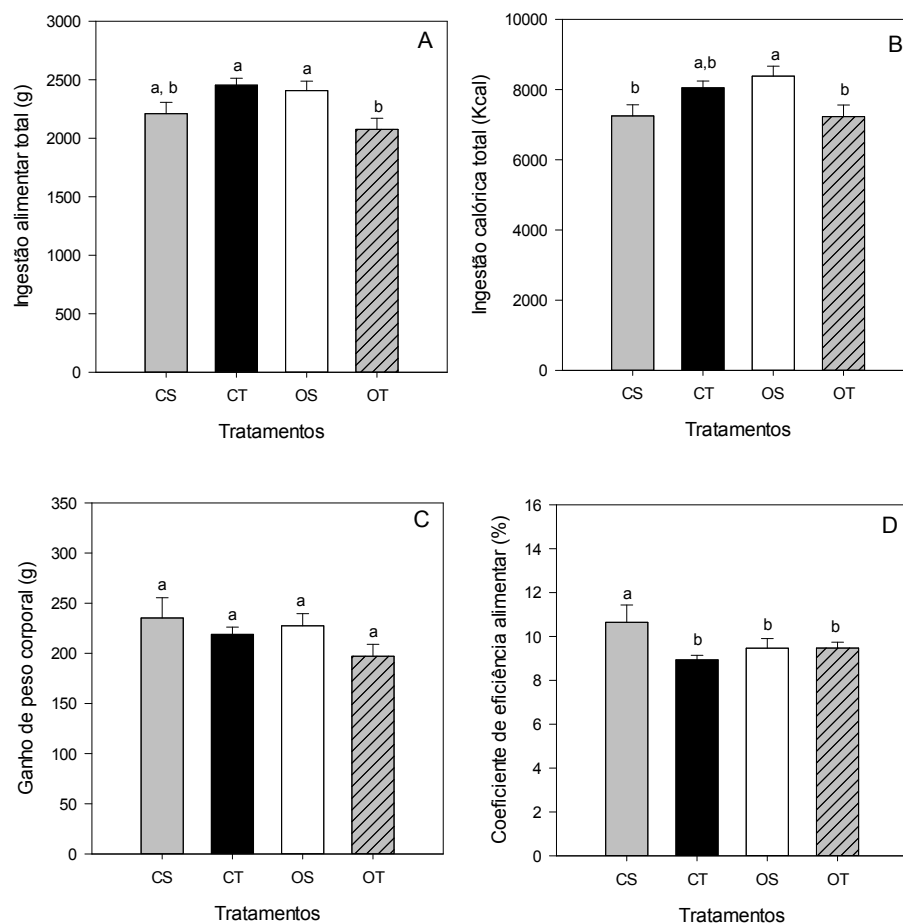 A
Ingestão alimentar total (g)
3000
2500
2000
1500
1000
500
0
a, b
a
a
b
CS
CT
OS
OT
Tratamentos
B
Ingestão calórica total (Kcal)
10000
8000
6000
4000
2000
0
b
a,b
a
b
CS
CT
OS
OT
Tratamentos
C
Ganho de peso corporal (g)
350
300
250
200
150
100
50
0
a
a
a
a
CS
CT
OS
OT
Tratamentos
D
Coeficiente de eficiência alimentar (%)
16
14
12
10
8
6
4
2
0
a
b
b
b
CS
CT
OS
OT
Tratamentos